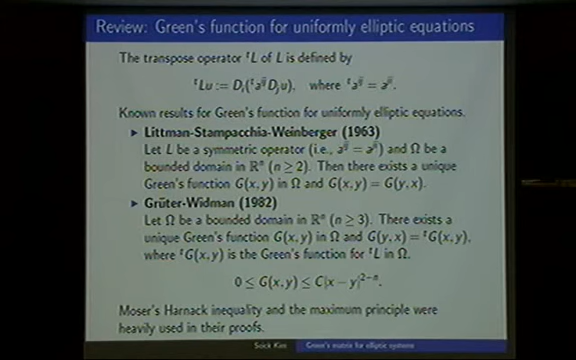 Review: Green's function for uniformly elliptic equations
The transpose operator ᵗL of L is defined by
ᵗLu := Dᵢ(ᵗaⁱʲDⱼu), where ᵗaⁱʲ = aʲⁱ.
Known results for Green's function for uniformly elliptic equations.
▶ Littman-Stampacchia-Weinberger (1963)
Let L be a symmetric operator (i.e., aⁱʲ = aʲⁱ) and Ω be a
bounded domain in ℝⁿ (n ≥ 2). Then there exists a unique
Green's function G(x, y) in Ω and G(x, y) = G(y, x).
▶ Grüter-Widman (1982)
Let Ω be a bounded domain in ℝⁿ (n ≥ 3). There exists a
unique Green's function G(x, y) in Ω and G(y, x) = ᵗG(x, y),
where ᵗG(x, y) is the Green's function for ᵗL in Ω.
0 ≤ G(x, y) ≤ C|x − y|²⁻ⁿ.
Moser's Harnack inequality and the maximum principle were
heavily used in their proofs.
Seick Kim Green's matrix for elliptic systems